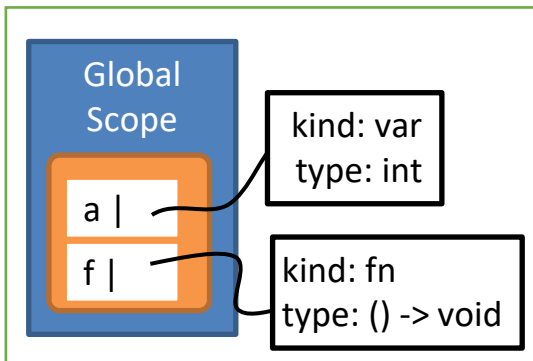 Global
Scope
a |
f |
kind: var
type: int
kind: fn
type: () -> void